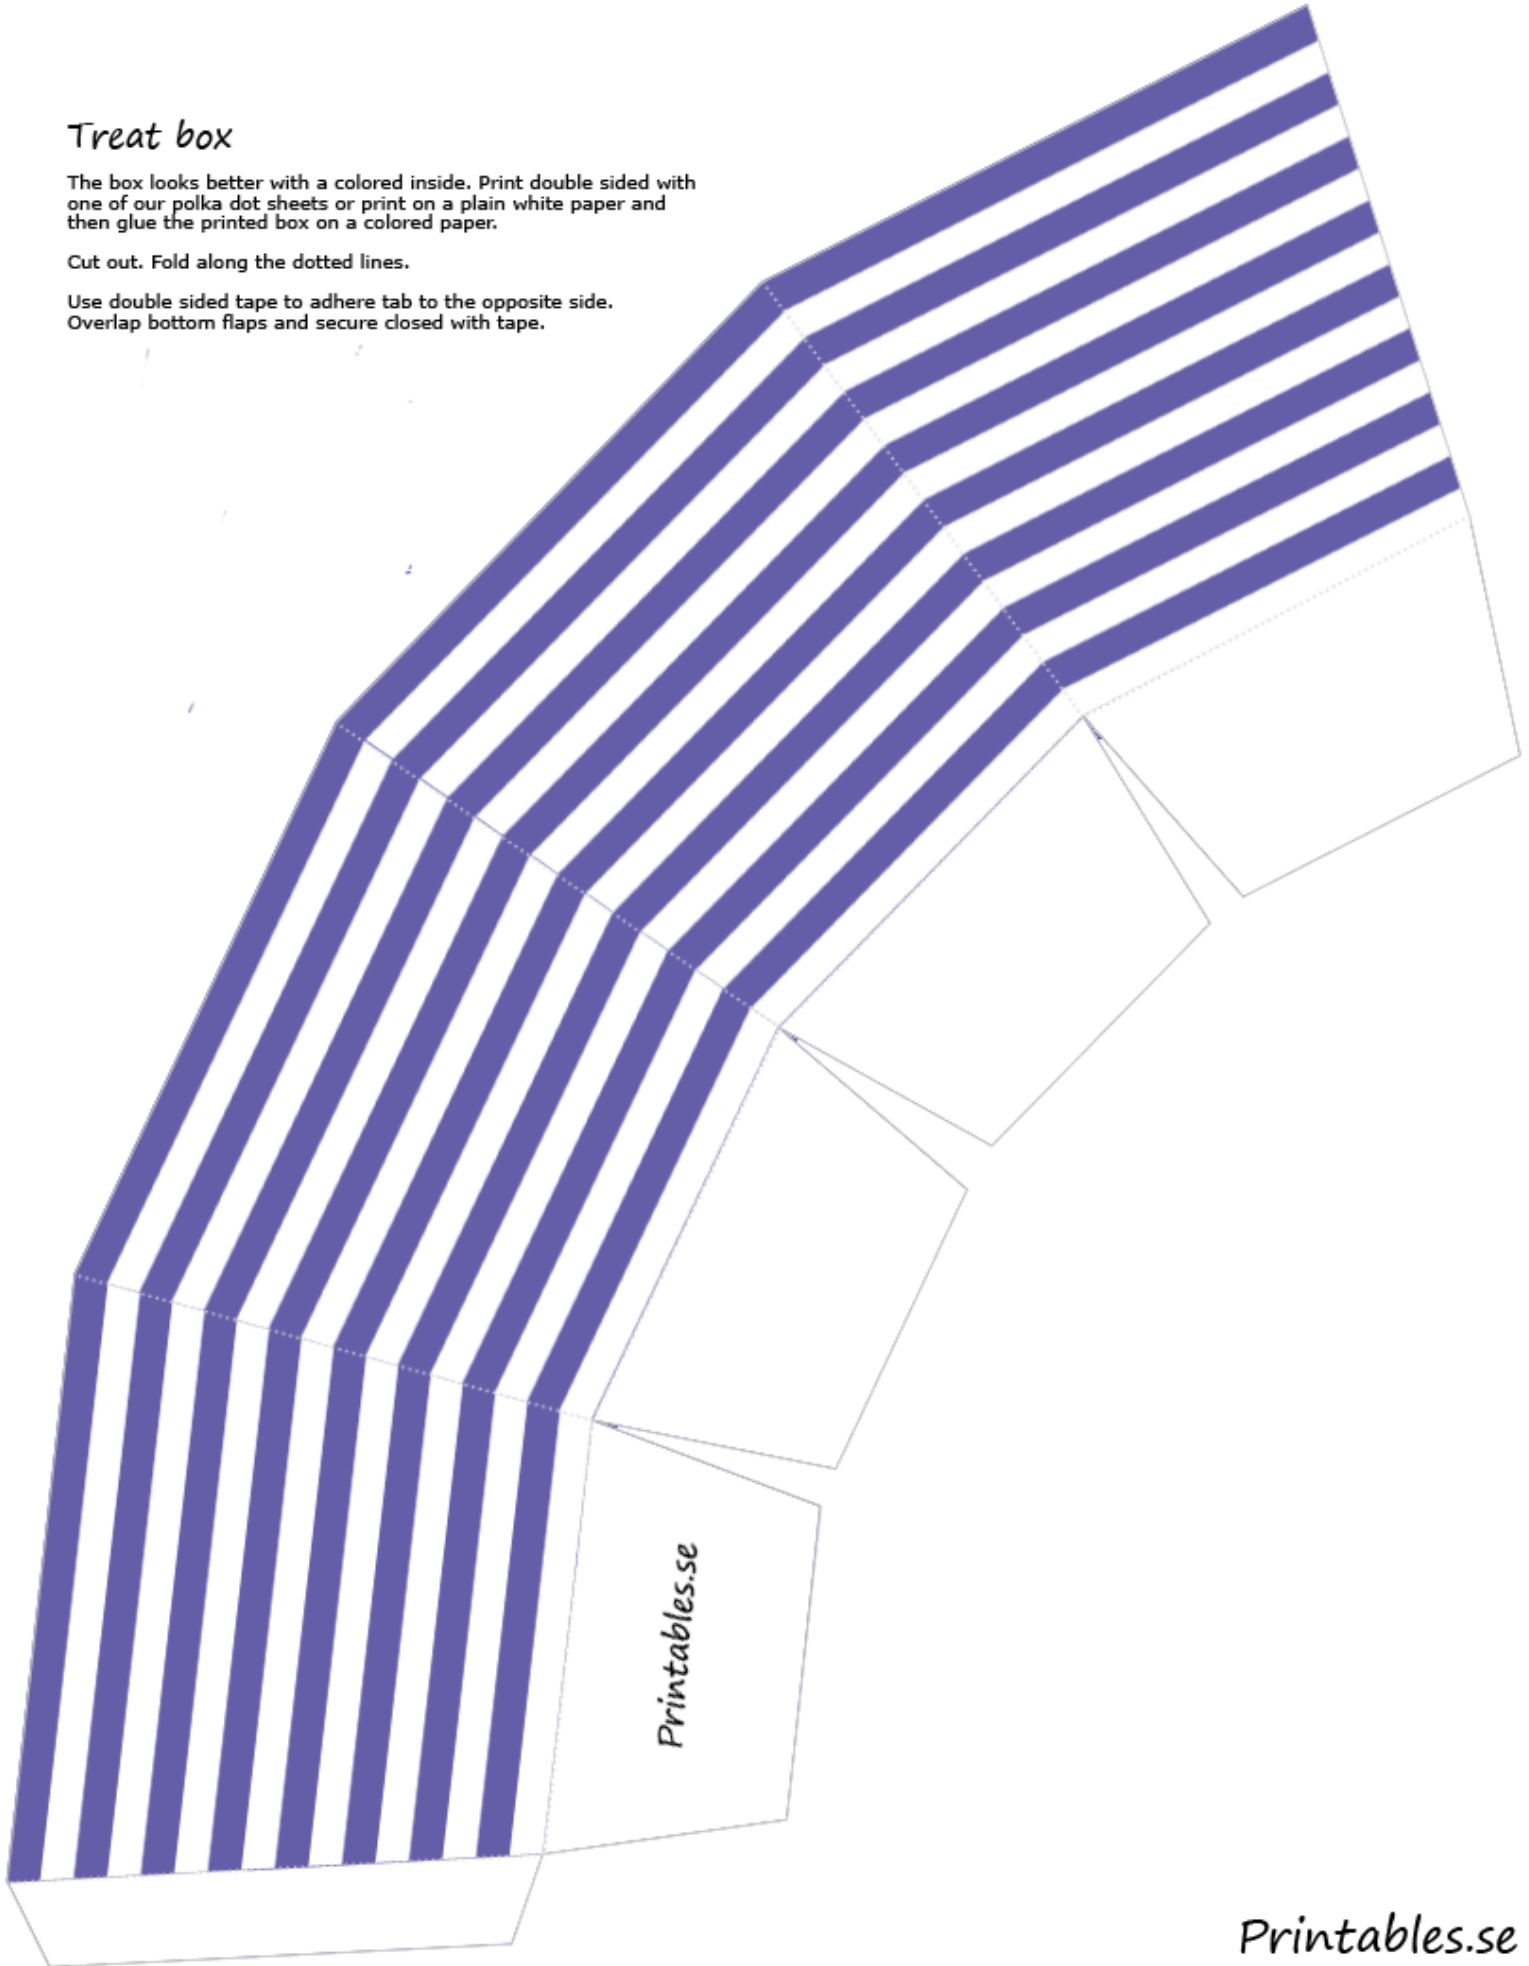 Treat box
The box looks better with a colored inside. Print double sided with
one of our polka dot sheets or print on a plain white paper and
then glue the printed box on a colored paper.
Cut out. Fold along the dotted lines.
Use double sided tape to adhere tab to the opposite side.
Overlap bottom flaps and secure closed with tape.
Printables.se
Printables.se